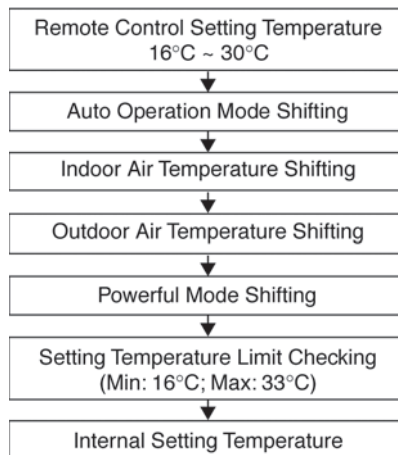 Remote Control Setting Temperature
16°C ~ 30°C
Auto Operation Mode Shifting
Indoor Air Temperature Shifting
Outdoor Air Temperature Shifting
Powerful Mode Shifting
Setting Temperature Limit Checking
(Min: 16°C; Max: 33°C)
Internal Setting Temperature